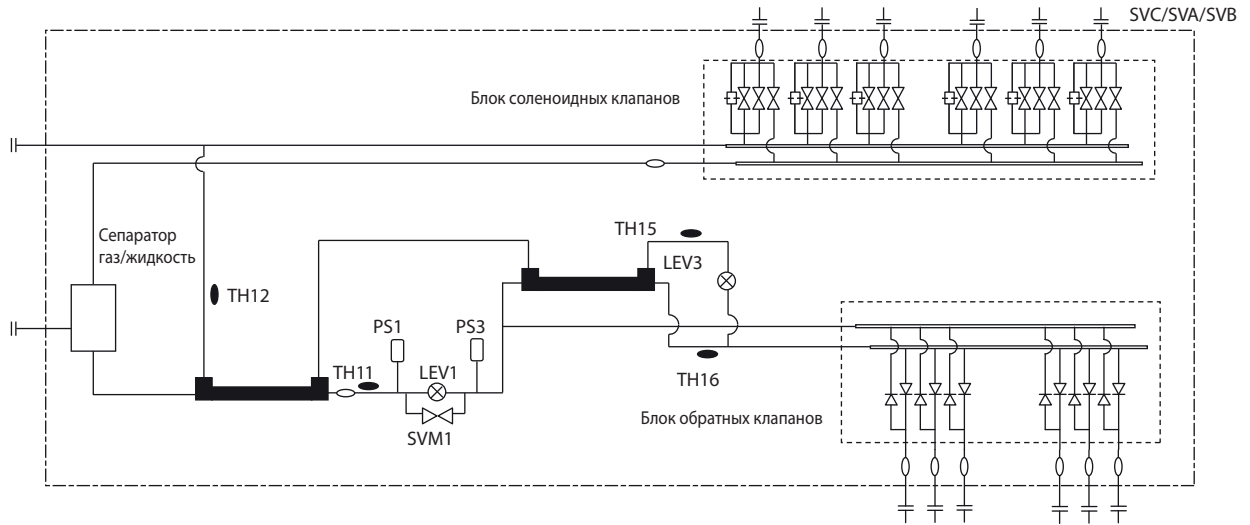 SVC/SVA/SVB
Блок соленоидных клапанов
Сепаратор
газ/жидкость
TH15
LEV3
TH12
PS1
PS3
TH11
LEV1
TH16
SVM1
Блок обратных клапанов